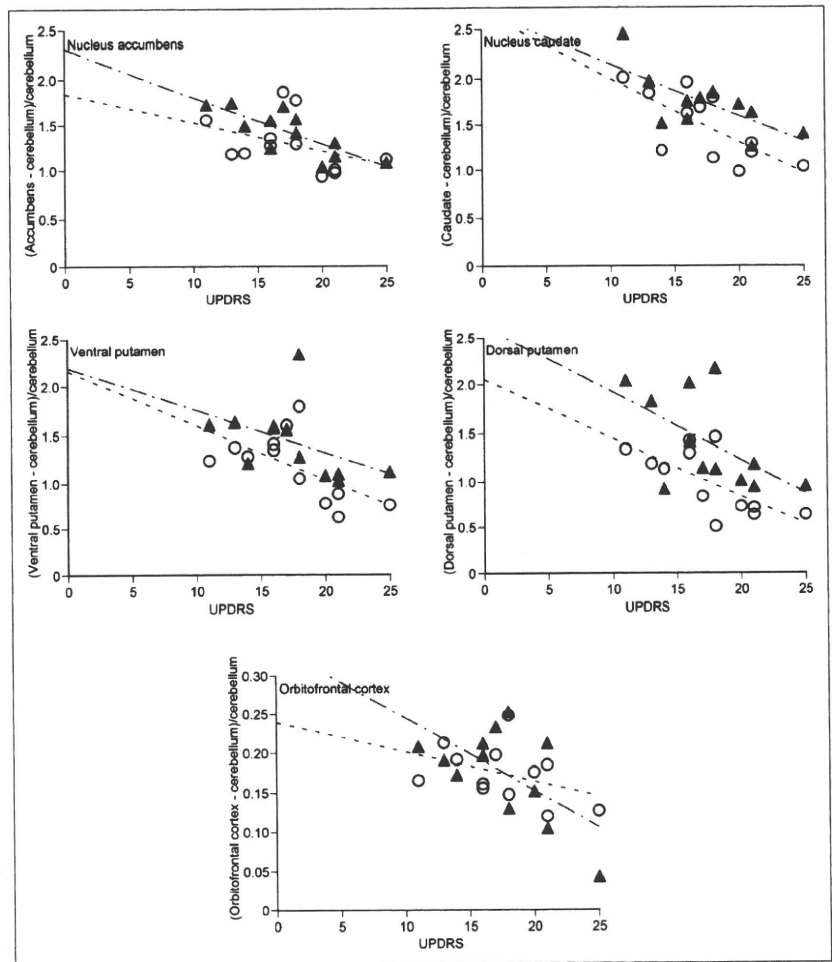 Nucleus accumbens
(Accumbens - cerebellum)/cerebellum
2.5
2.0
1.5
1.0
0.5
0
0 5 10 15 20 25
UPDRS
Nucleus caudate
(Caudate - cerebellum)/cerebellum
2.5
2.0
1.5
1.0
0.5
0
0 5 10 15 20 25
UPDRS
Ventral putamen
(Ventral putamen - cerebellum)/cerebellum
2.5
2.0
1.5
1.0
0.5
0
0 5 10 15 20 25
UPDRS
Dorsal putamen
(Dorsal putamen - cerebellum)/cerebellum
2.5
2.0
1.5
1.0
0.5
0
0 5 10 15 20 25
UPDRS
Orbitofrontal cortex
(Orbitofrontal cortex - cerebellum)/cerebellum
0.30
0.25
0.20
0.15
0.10
0.05
0
0 5 10 15 20 25
UPDRS